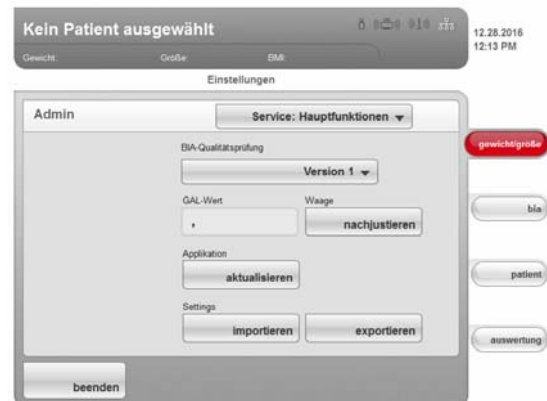 Kein Patient ausgewählt
12.28.2016
12:13 PM
Gewicht: Größe: BMI:
Einstellungen
Admin
Service: Hauptfunktionen
gewicht/größe
BIA-Qualitätsprüfung
Version 1
GAL-Wert Waage
, nachjustieren
bia
Applikation
aktualisieren
patient
Settings
importieren exportieren
auswertung
beenden